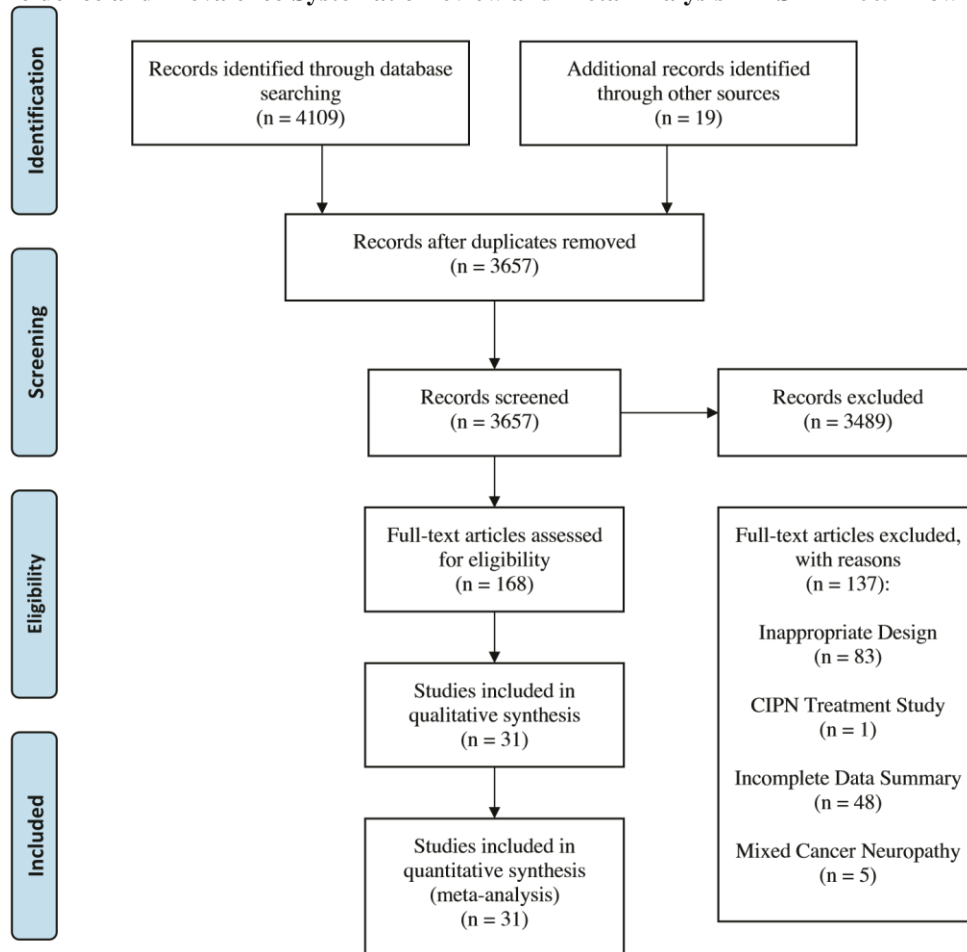 Identification
Records identified through database
searching
(n = 4109)
Additional records identified
through other sources
(n = 19)
Records after duplicates removed
(n = 3657)
Screening
Records screened
(n = 3657)
Records excluded
(n = 3489)
Eligibility
Full-text articles assessed
for eligibility
(n = 168)
Full-text articles excluded,
with reasons
(n = 137):
Inappropriate Design
(n = 83)
CIPN Treatment Study
(n = 1)
Incomplete Data Summary
(n = 48)
Mixed Cancer Neuropathy
(n = 5)
Studies included in
qualitative synthesis
(n = 31)
Included
Studies included in
quantitative synthesis
(meta-analysis)
(n = 31)